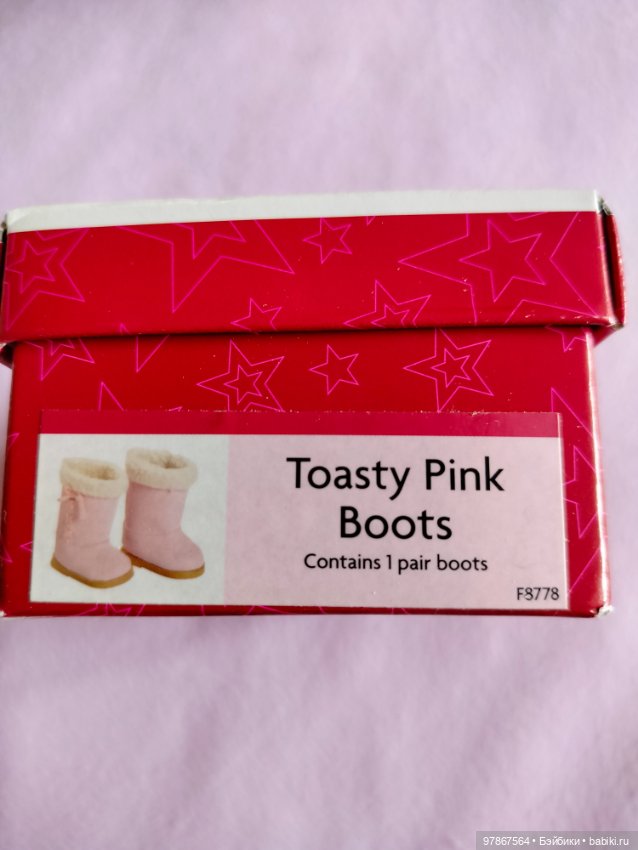 Toasty Pink
Boots
Contains 1 pair boots
F8778
97867564 • Бэйбики • babiki.ru